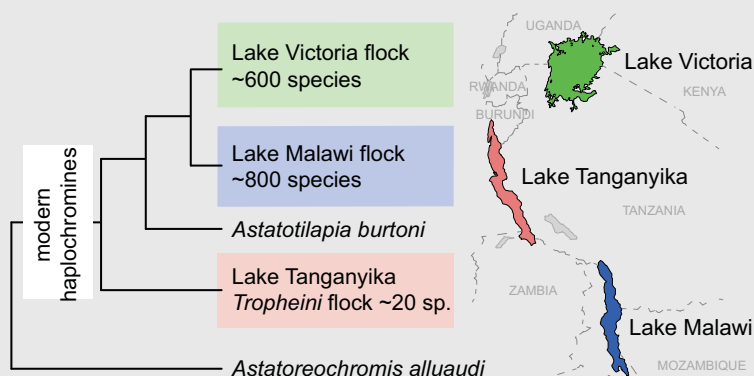 modern
haplochromines
Lake Victoria flock
~600 species
Lake Malawi flock
~800 species
Astatotilapia burtoni
Lake Tanganyika
Tropheini flock ~20 sp.
Astatoreochromis alluaudi
UGANDA
Lake Victoria
RWANDA
KENYA
BURUNDI
Lake Tanganyika
TANZANIA
ZAMBIA
Lake Malawi
MOZAMBIQUE